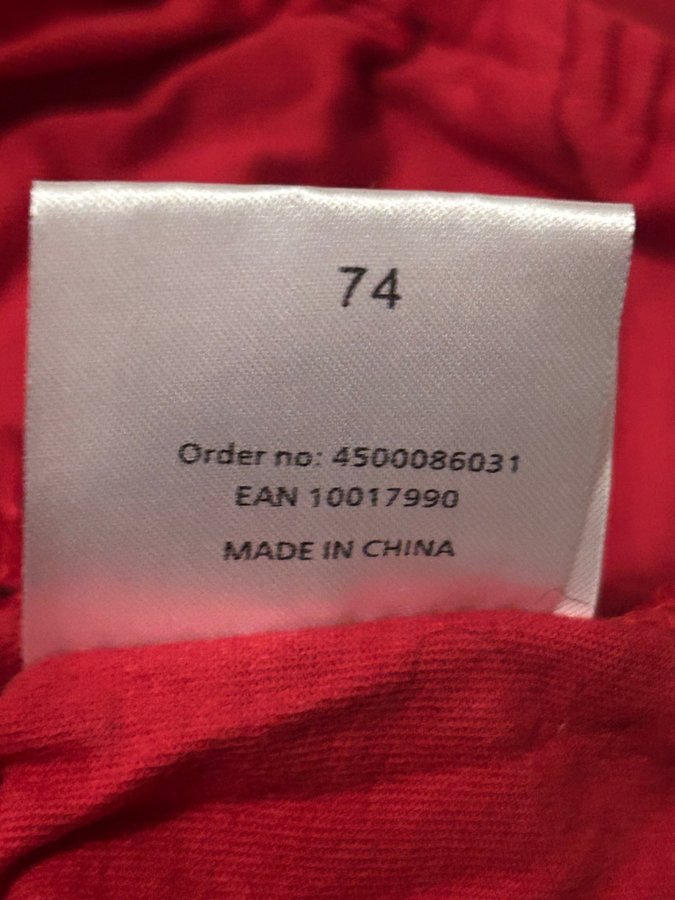 74
Order no: 4500086031
EAN 10017990
MADE IN CHINA